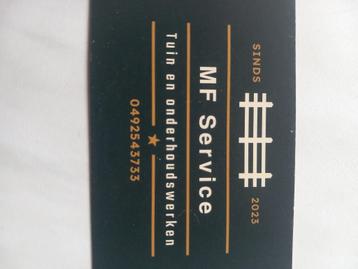 SINDS 2023
MF Service
Tuin en onderhoudswerken
0492543733